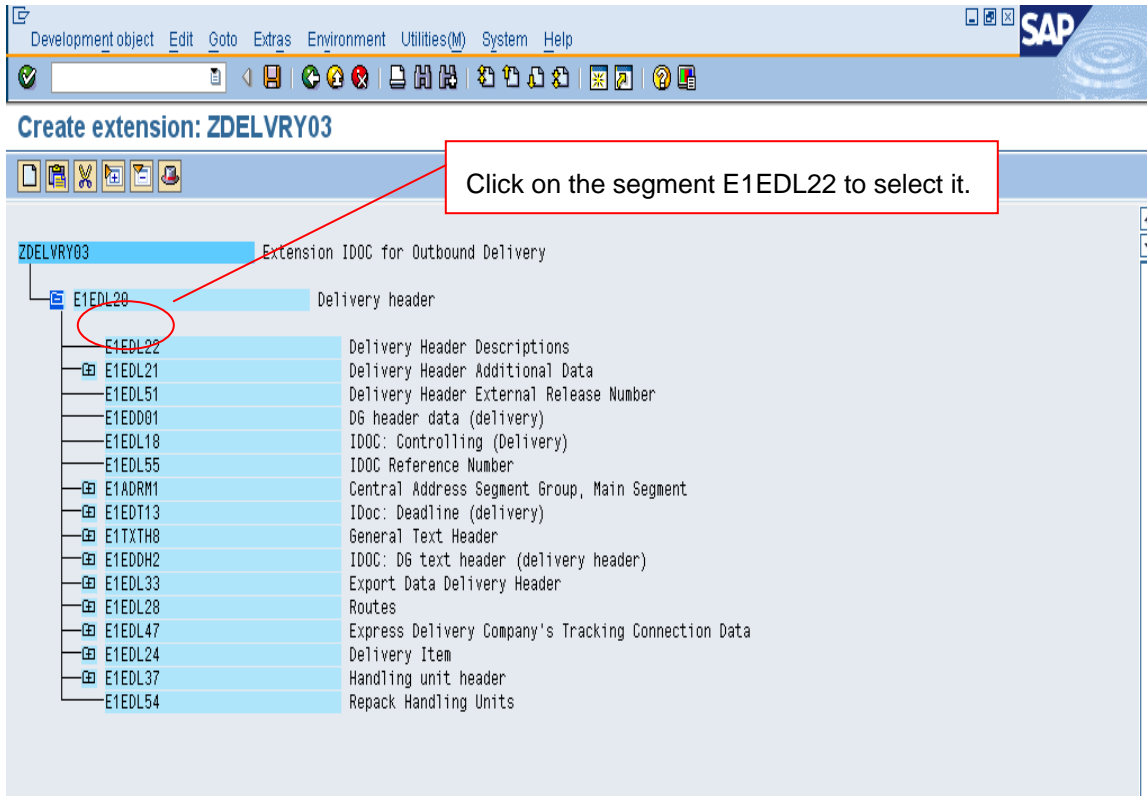 Development object Edit Goto Extras Environment Utilities(M) System Help
SAP
Create extension: ZDELVRY03
Click on the segment E1EDL22 to select it.
ZDELVRY03 Extension IDOC for Outbound Delivery
E1EDL20 Delivery header
E1EDL22 Delivery Header Descriptions
E1EDL21 Delivery Header Additional Data
E1EDL51 Delivery Header External Release Number
E1EDD01 DG header data (delivery)
E1EDL18 IDOC: Controlling (Delivery)
E1EDL55 IDOC Reference Number
E1ADRM1 Central Address Segment Group, Main Segment
E1EDT13 IDoc: Deadline (delivery)
E1TXTH8 General Text Header
E1EDDH2 IDOC: DG text header (delivery header)
E1EDL33 Export Data Delivery Header
E1EDL28 Routes
E1EDL47 Express Delivery Company's Tracking Connection Data
E1EDL24 Delivery Item
E1EDL37 Handling unit header
E1EDL54 Repack Handling Units